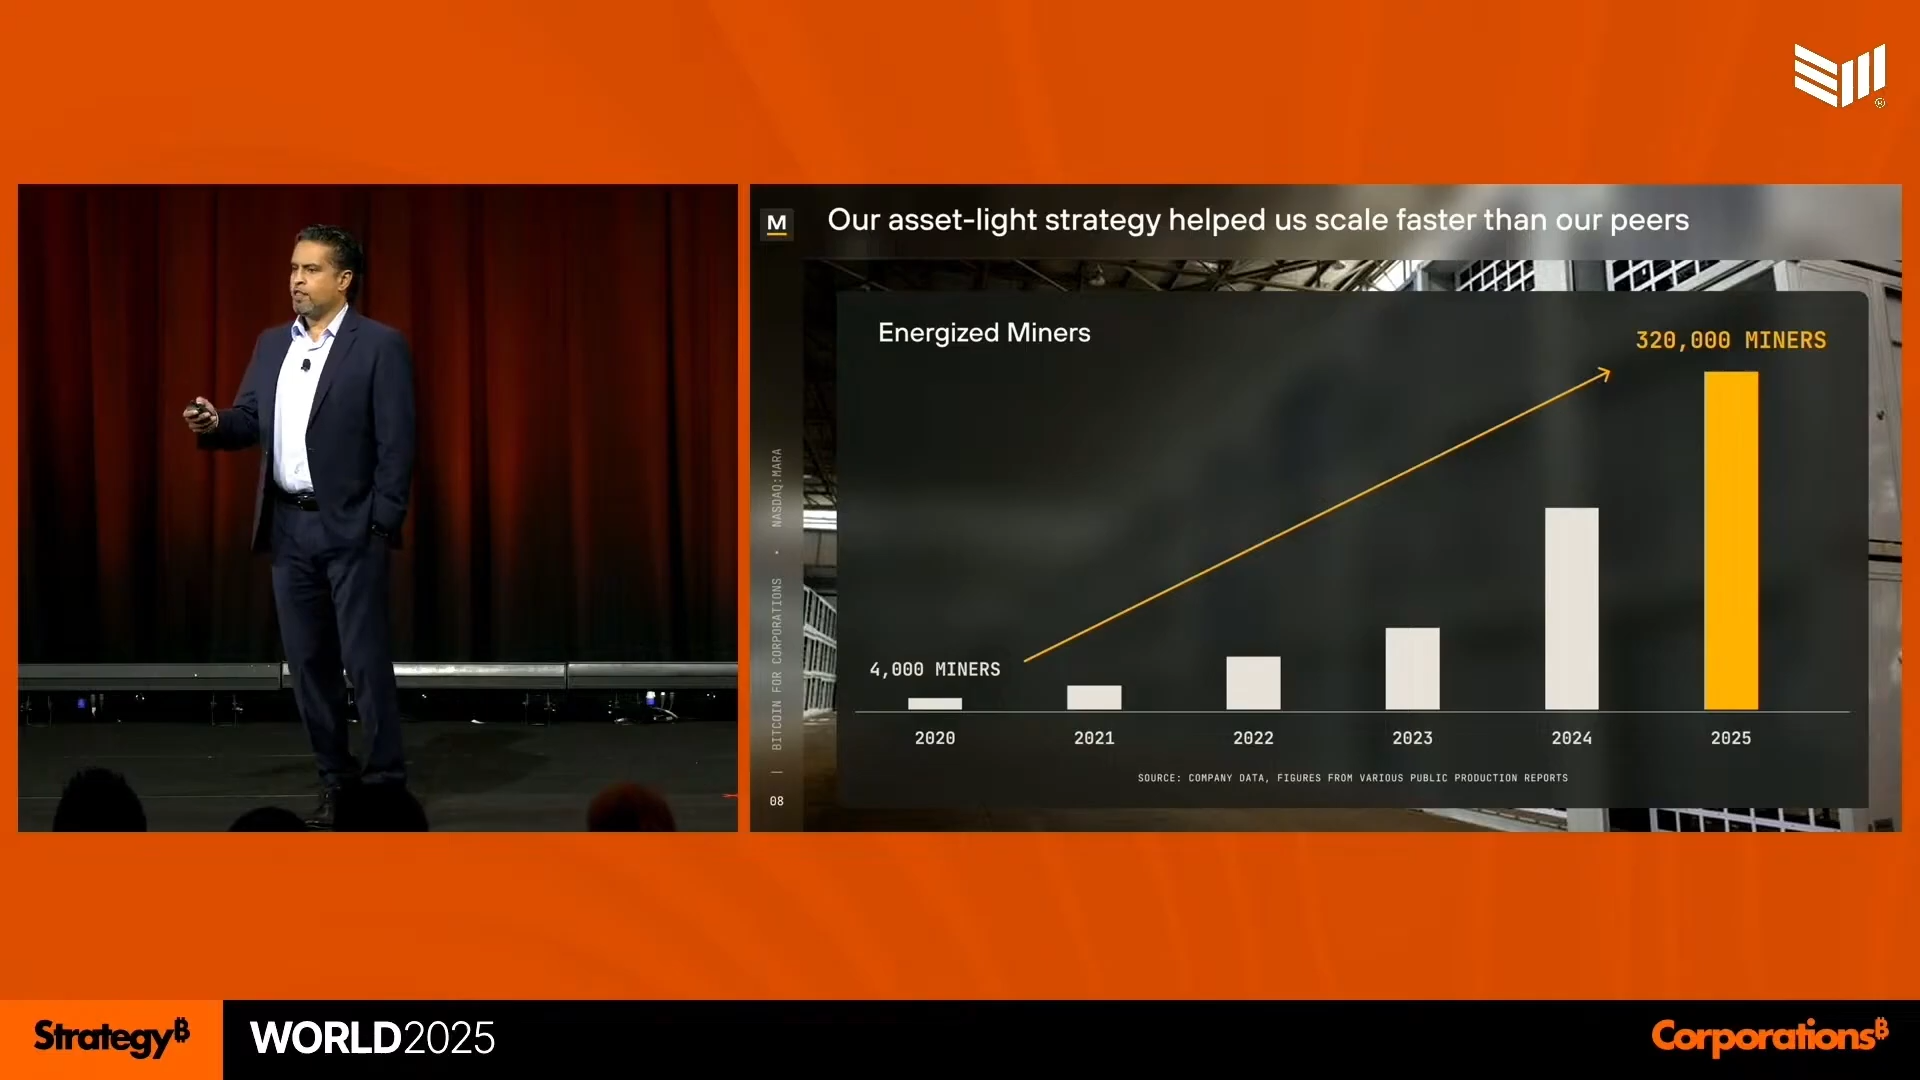 M
Our asset-light strategy helped us scale faster than our peers
Energized Miners
320,000 MINERS
4,000 MINERS
2020 2021 2022 2023 2024 2025
SOURCE: COMPANY DATA, FIGURES FROM VARIOUS PUBLIC PRODUCTION REPORTS
08 | BITCOIN FOR CORPORATIONS • NASDAQ:MARA
Strategy₿
WORLD2025
Corporations₿